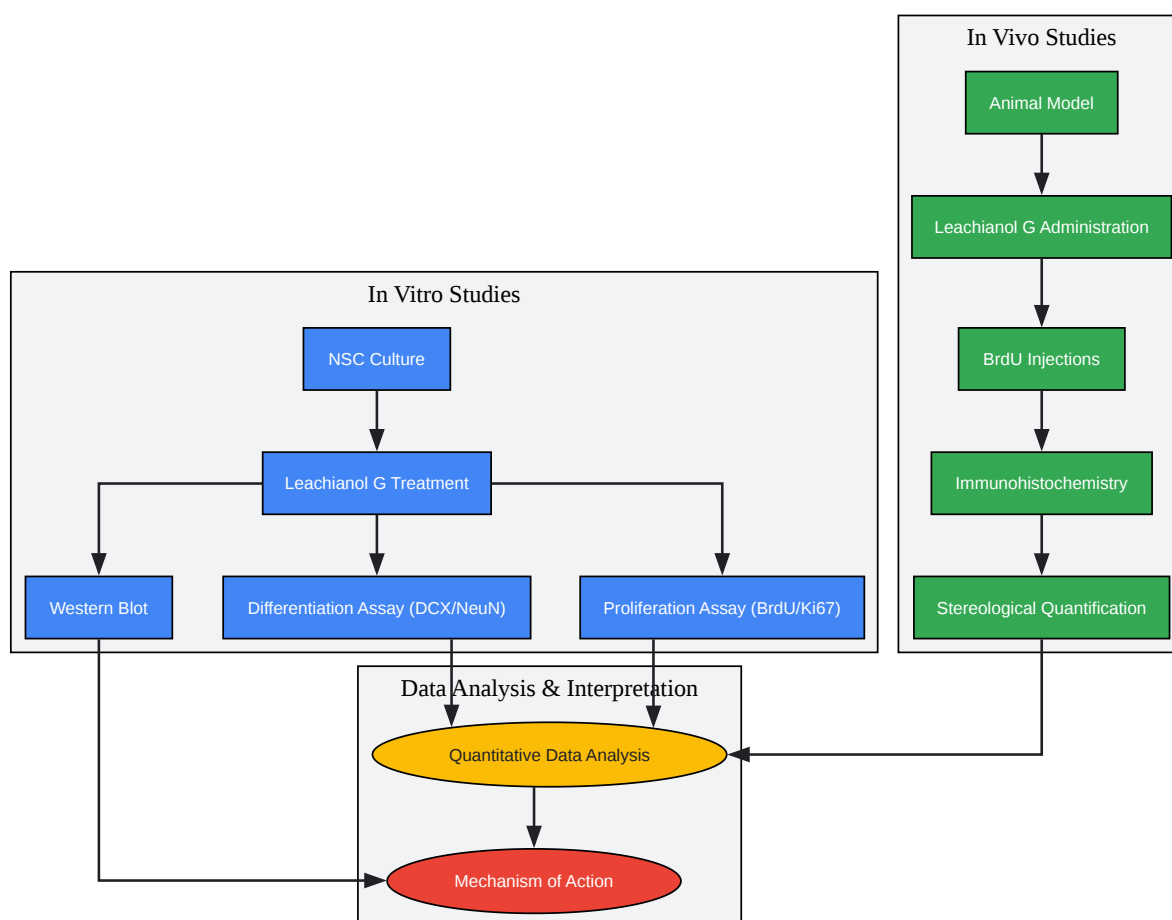 In Vivo Studies
Animal Model
Leachianol G Administration
BrdU Injections
Immunohistochemistry
Stereological Quantification
In Vitro Studies
NSC Culture
Leachianol G Treatment
Western Blot
Differentiation Assay (DCX/NeuN)
Proliferation Assay (BrdU/Ki67)
Data Analysis & Interpretation
Quantitative Data Analysis
Mechanism of Action